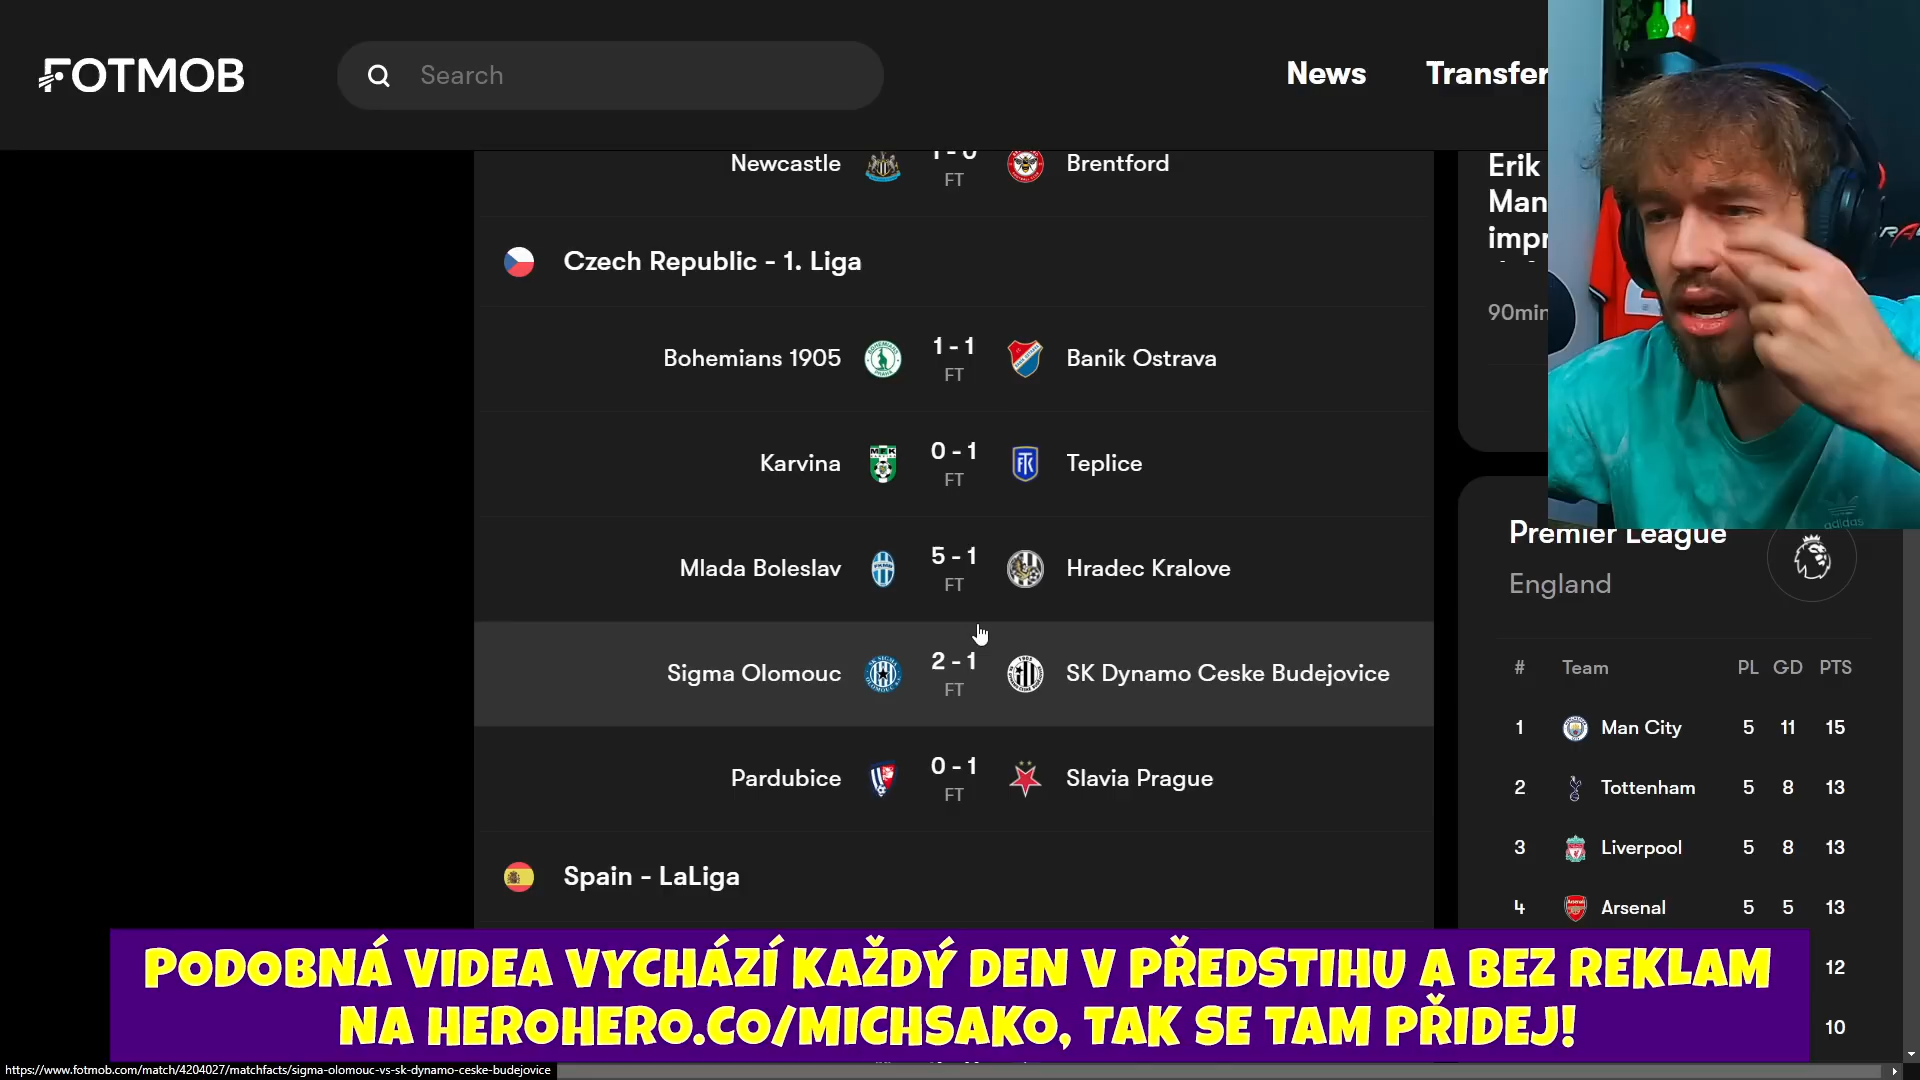 FOTMOB
Search
News
Transfer
Newcastle 1 - 0 Brentford
FT
Erik
Man
impr
90min
Czech Republic - 1. Liga
Bohemians 1905 1 - 1 Banik Ostrava
FT
Karvina 0 - 1 Teplice
FT
Mlada Boleslav 5 - 1 Hradec Kralove
FT
Sigma Olomouc 2 - 1 SK Dynamo Ceske Budejovice
FT
Pardubice 0 - 1 Slavia Prague
FT
Spain - LaLiga
adidas
Premier League
England
# Team PL GD PTS
1 Man City 5 11 15
2 Tottenham 5 8 13
3 Liverpool 5 8 13
4 Arsenal 5 5 13
12
10
PODOBNÁ VIDEA VYCHÁZÍ KAŽDÝ DEN V PŘEDSTIHU A BEZ REKLAM
NA HEROHERO.CO/MICHSAKO, TAK SE TAM PŘIDEJ!
https://www.fotmob.com/match/4204027/matchfacts/sigma-olomouc-vs-sk-dynamo-ceske-budejovice